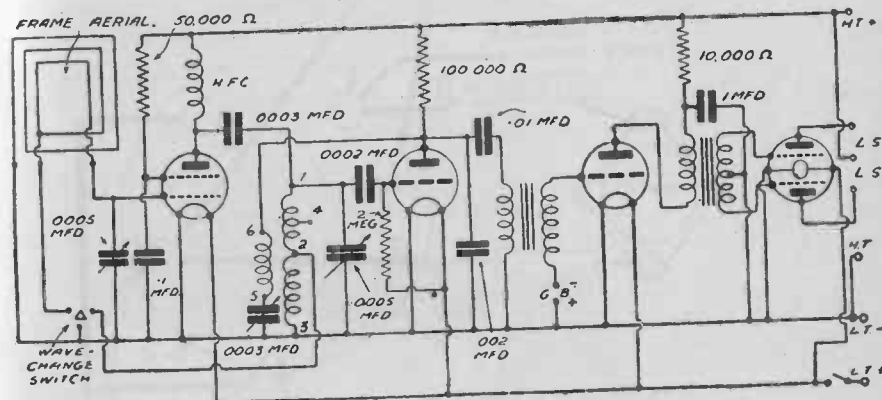 FRAME AERIAL.
50,000 Ω
HFC
.0003 MFD
100 000 Ω
.01 MFD
10,000 Ω
1 MFD
HT +
LS
LS
.0002 MFD
1
4
2
2 MEG
6
5
3
.0005
MFD
.1
MFD.
.0005
MFD
.0003 MFD
.002
MFD
G B -
+
H.T
LT -
LT +
WAVE-
CHANGE
SWITCH